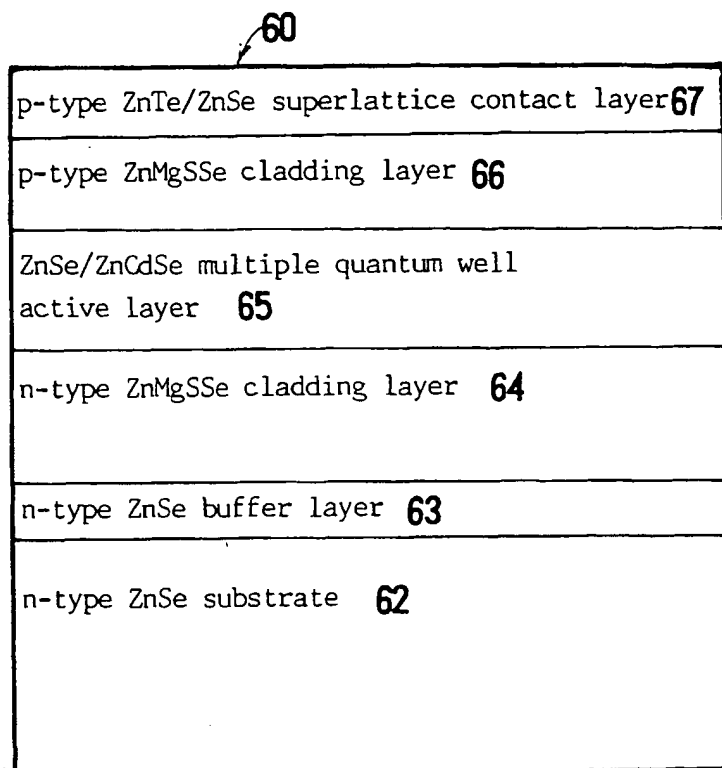 60
p-type ZnTe/ZnSe superlattice contact layer 67
p-type ZnMgSSe cladding layer 66
ZnSe/ZnCdSe multiple quantum well
active layer 65
n-type ZnMgSSe cladding layer 64
n-type ZnSe buffer layer 63
n-type ZnSe substrate 62